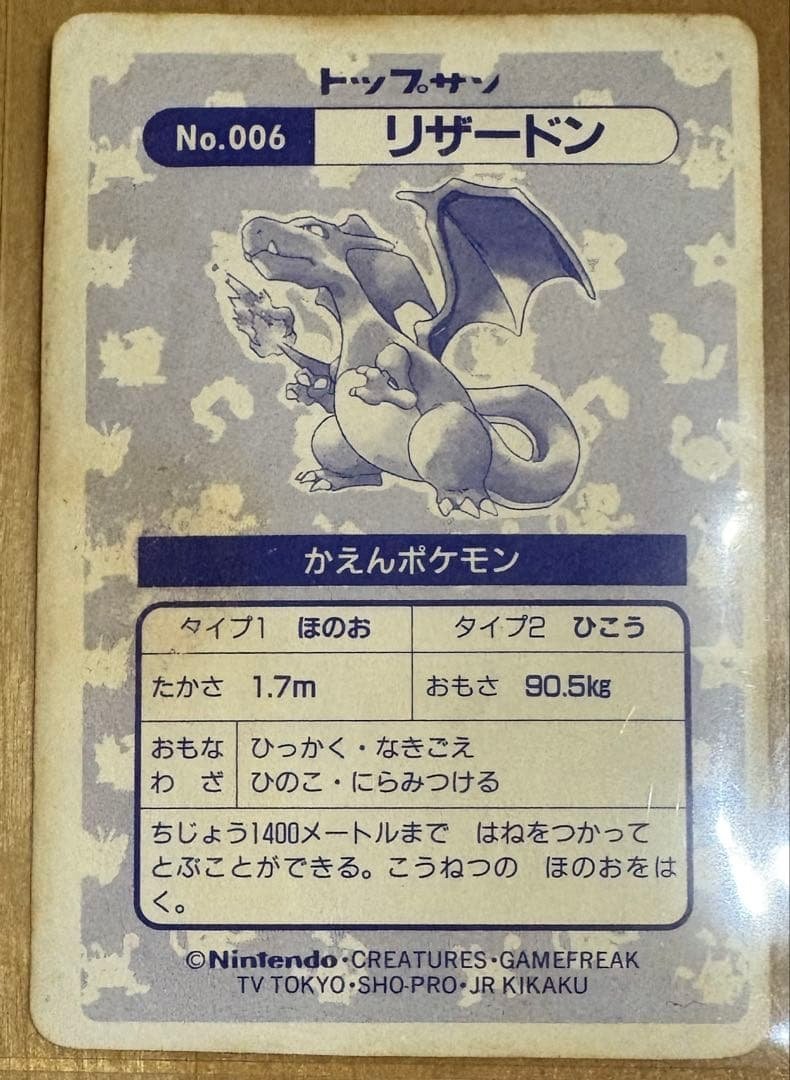 トップサン
No.006 リザードン
かえんポケモン
タイプ1 ほのお タイプ2 ひこう
たかさ 1.7m おもさ 90.5kg
おもな ひっかく・なきごえ
わ ざ ひのこ・にらみつける
ちじょう1400メートルまで はねをつかって
とぶことができる。こうねつの ほのおをは
く。
©Nintendo・CREATURES・GAMEFREAK
TV TOKYO・SHO-PRO・JR KIKAKU